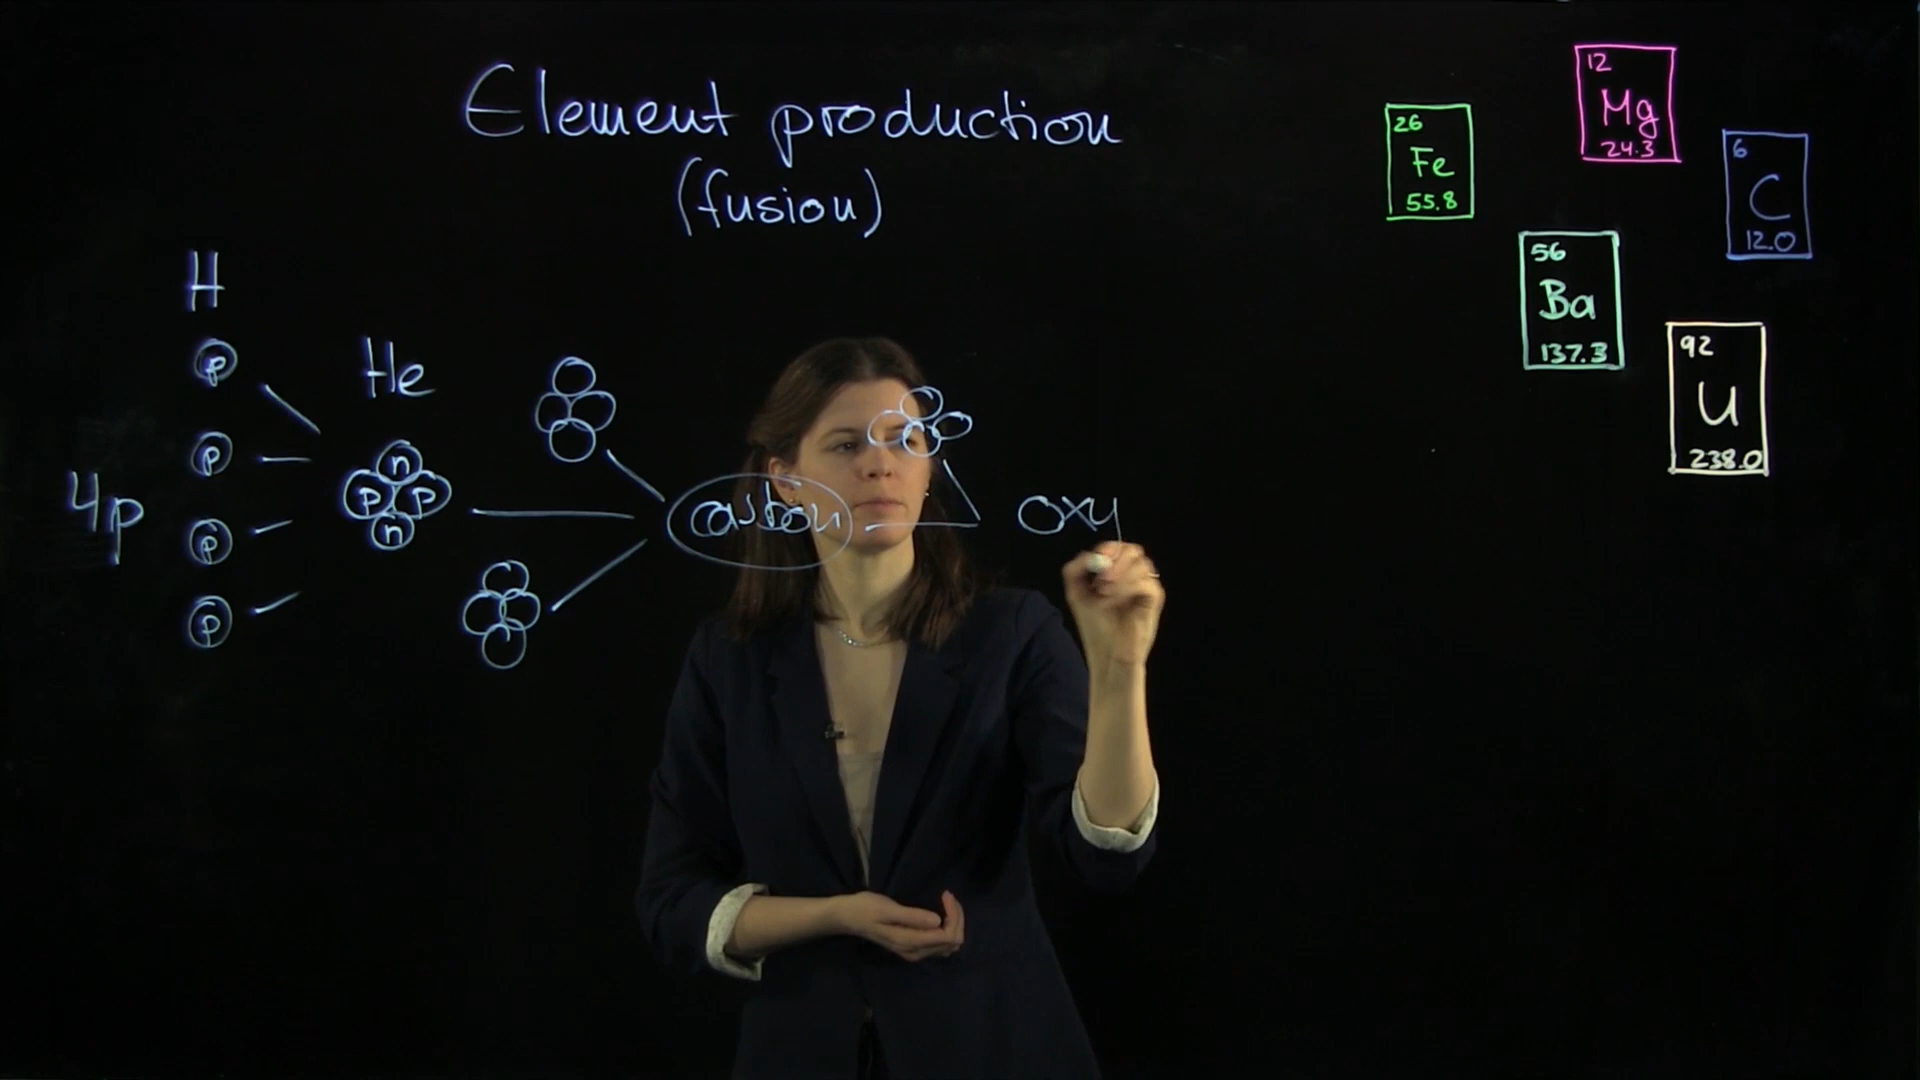 Element production
(fusion)
H
p
p
p
p
4p
He
n
p p
n
carbon
oxy
26
Fe
55.8
12
Mg
24.3
6
C
12.0
56
Ba
137.3
92
U
238.0